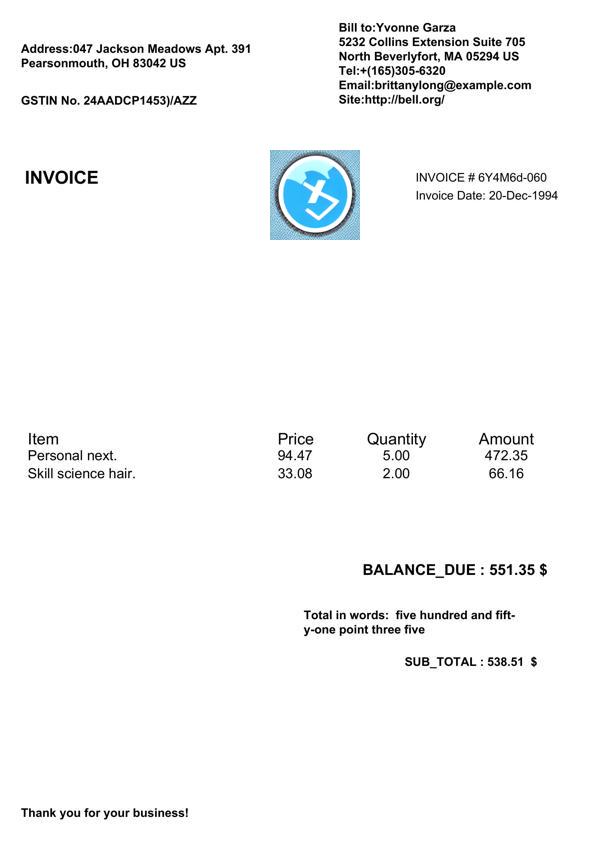 Address:047 Jackson Meadows Apt. 391
Pearsonmouth, OH 83042 US
GSTIN No. 24AADCP1453)/AZZ
Bill to:Yvonne Garza
5232 Collins Extension Suite 705
North Beverlyfort, MA 05294 US
Tel:+(165)305-6320
Email:brittanylong@example.com
Site:http://bell.org/
INVOICE
INVOICE # 6Y4M6d-060
Invoice Date: 20-Dec-1994
Item Price Quantity Amount
Personal next. 94.47 5.00 472.35
Skill science hair. 33.08 2.00 66.16
BALANCE_DUE : 551.35 $
Total in words:  five hundred and fift-
y-one point three five
SUB_TOTAL : 538.51  $
Thank you for your business!